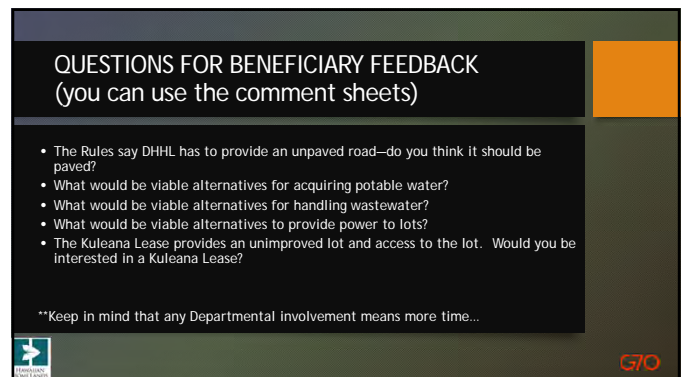 QUESTIONS FOR BENEFICIARY FEEDBACK
(you can use the comment sheets)
• The Rules say DHHL has to provide an unpaved road—do you think it should be
paved?
• What would be viable alternatives for acquiring potable water?
• What would be viable alternatives for handling wastewater?
• What would be viable alternatives to provide power to lots?
• The Kuleana Lease provides an unimproved lot and access to the lot. Would you be
interested in a Kuleana Lease?
**Keep in mind that any Departmental involvement means more time...
HAWAIIAN
HOME LANDS
G70